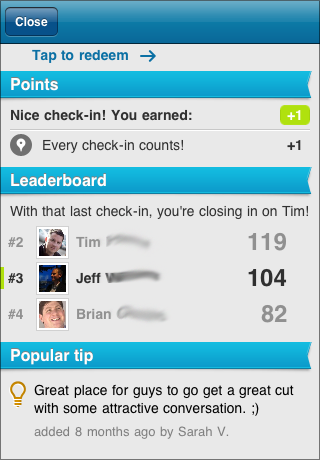 Close
Tap to redeem →
Points
Nice check-in! You earned: +1
Every check-in counts! +1
Leaderboard
With that last check-in, you're closing in on Tim!
#2 Tim 119
#3 Jeff 104
#4 Brian 82
Popular tip
Great place for guys to go get a great cut
with some attractive conversation. ;)
added 8 months ago by Sarah V.